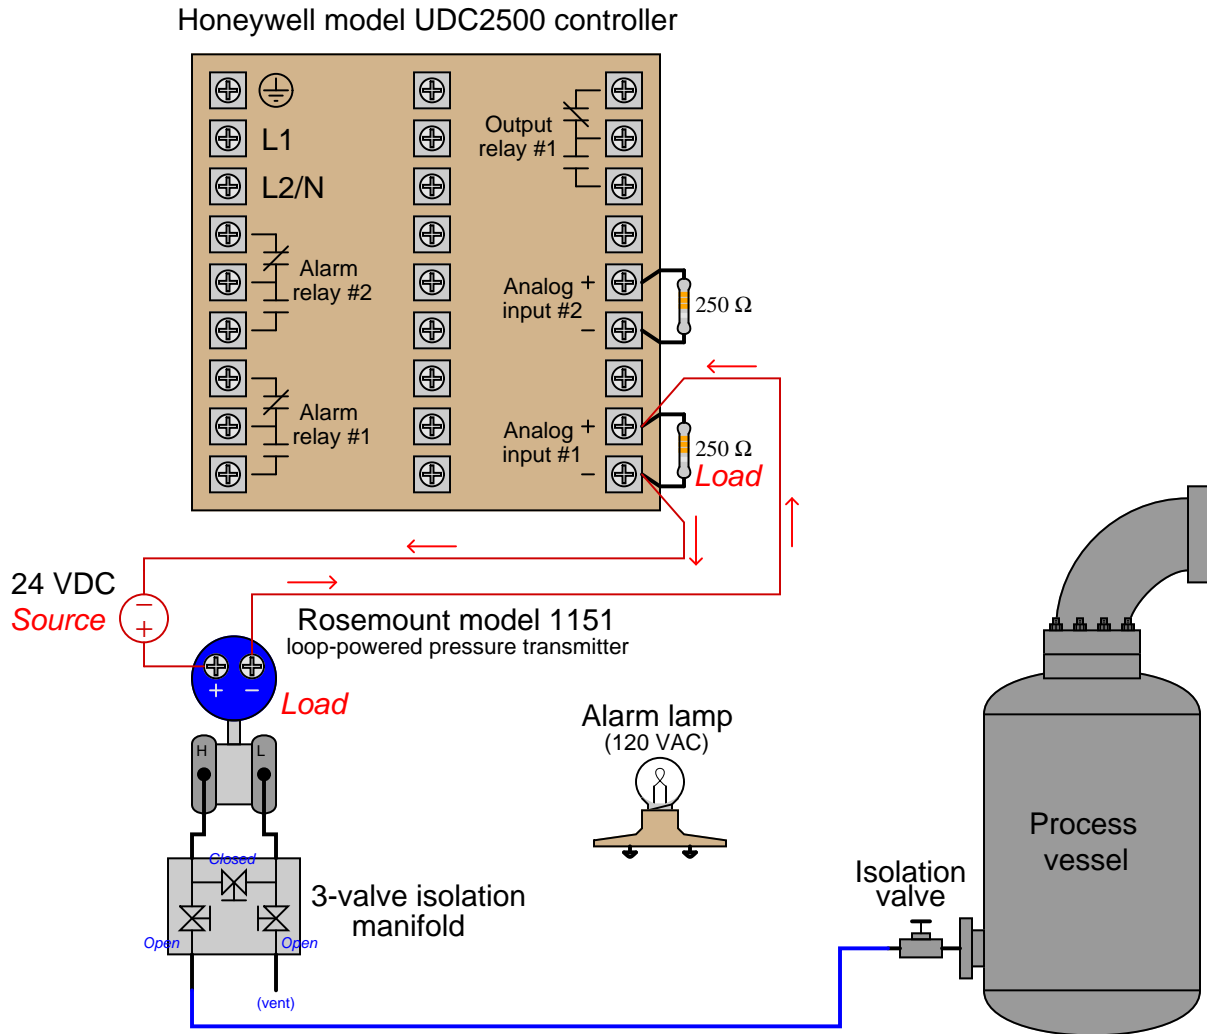 Honeywell model UDC2500 controller
L1
L2/N
Output
relay #1
Alarm
relay #2
Analog
input #2
+
−
250 Ω
Alarm
relay #1
Analog
input #1
+
−
250 Ω
Load
24 VDC
Source
−
+
Rosemount model 1151
loop-powered pressure transmitter
+
−
Load
H
L
Alarm lamp
(120 VAC)
Closed
Open
Open
3-valve isolation
manifold
(vent)
Isolation
valve
Process
vessel